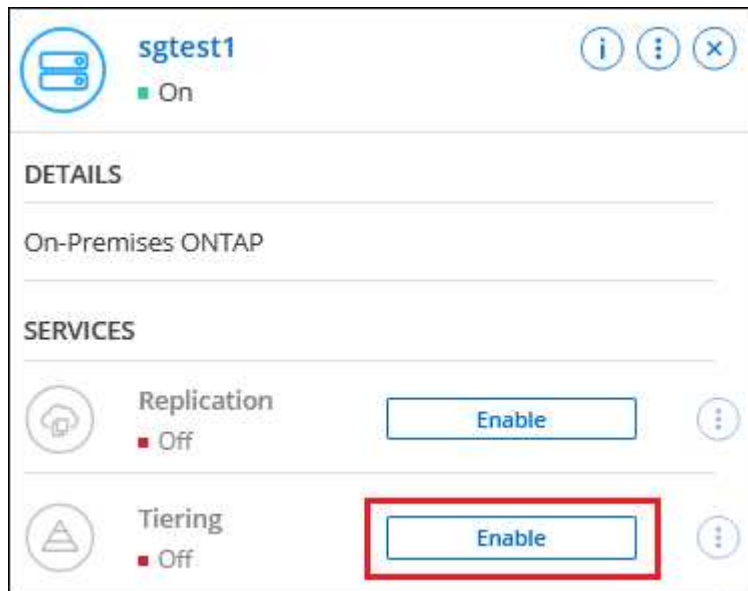 sgtest1
On
DETAILS
On-Premises ONTAP
SERVICES
Replication
Enable
Off
Tiering
Enable
Off